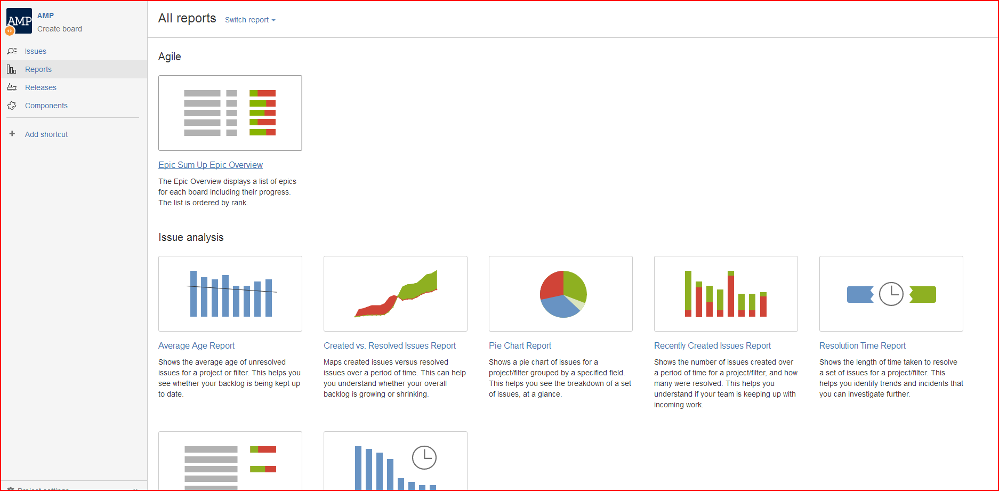 AMP
AMP
Create board
Issues
Reports
Releases
Components
Add shortcut
Project settings
All reports
Switch report
Agile
Epic Sum Up Epic Overview
The Epic Overview displays a list of epics
for each board including their progress.
The list is ordered by rank.
Issue analysis
Average Age Report
Shows the average age of unresolved
issues for a project or filter. This helps you
see whether your backlog is being kept up
to date.
Created vs. Resolved Issues Report
Maps created issues versus resolved
issues over a period of time. This can help
you understand whether your overall
backlog is growing or shrinking.
Pie Chart Report
Shows a pie chart of issues for a
project/filter grouped by a specified field.
This helps you see the breakdown of a set
of issues, at a glance.
Recently Created Issues Report
Shows the number of issues created over
a period of time for a project/filter, and how
many were resolved. This helps you
understand if your team is keeping up with
incoming work.
Resolution Time Report
Shows the length of time taken to resolve
a set of issues for a project/filter. This
helps you identify trends and incidents that
you can investigate further.